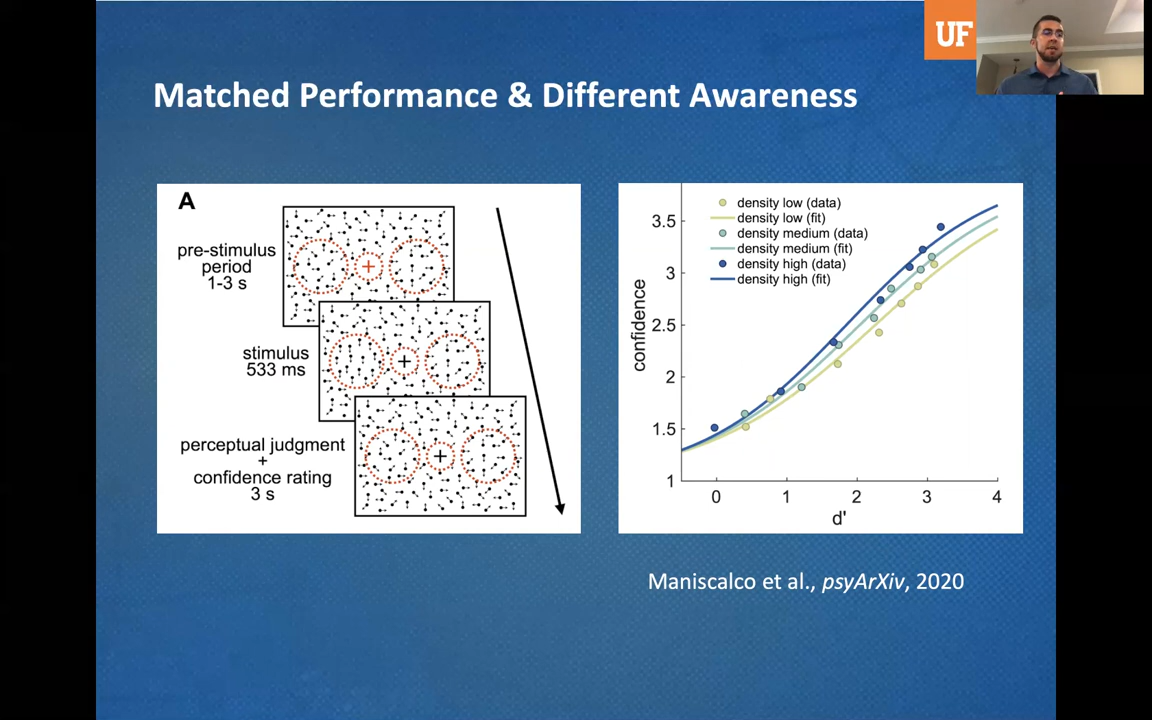 UF
Matched Performance & Different Awareness
A
pre-stimulus
period
1-3 s
stimulus
533 ms
perceptual judgment
+
confidence rating
3 s
density low (data)
density low (fit)
density medium (data)
density medium (fit)
density high (data)
density high (fit)
confidence
3.5
3
2.5
2
1.5
1
0 1 2 3 4
d'
Maniscalco et al., psyArXiv, 2020